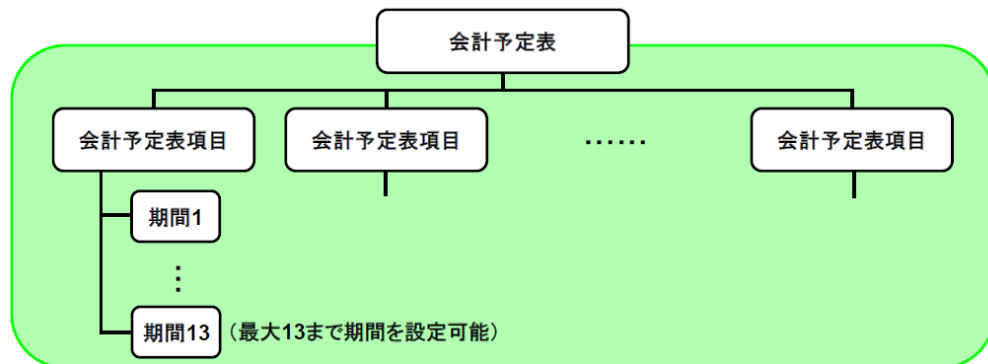 会計予定表
会計予定表項目
会計予定表項目
……
会計予定表項目
期間1
⋮
期間13 (最大13まで期間を設定可能)